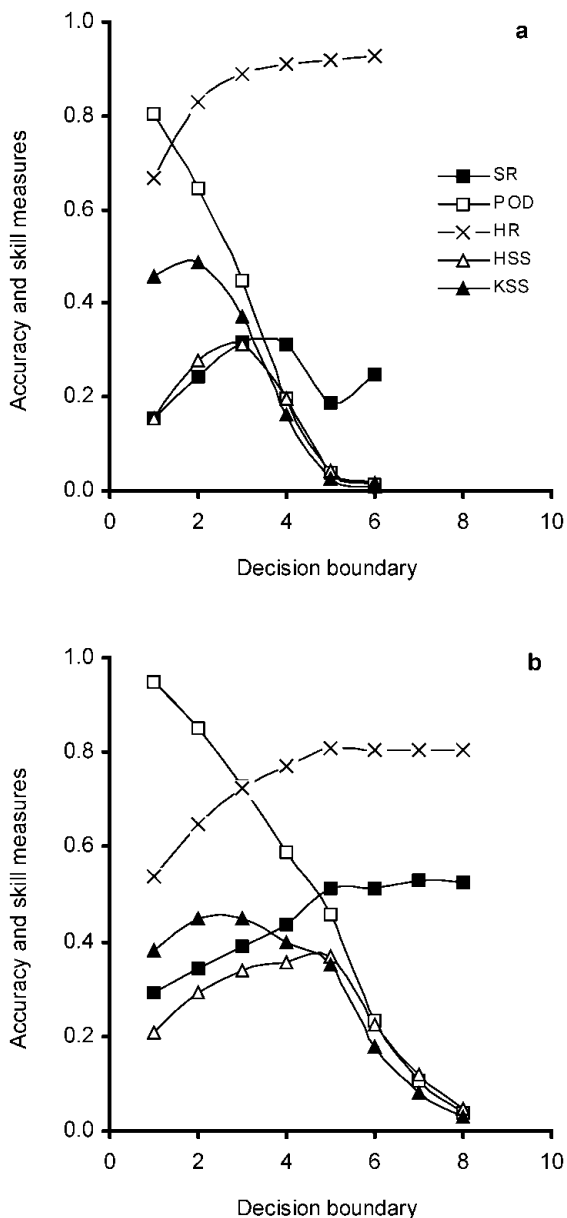 a
1.0
0.8
0.6
0.4
0.2
0.0
Accuracy and skill measures
SR
POD
HR
HSS
KSS
0 2 4 6 8 10
Decision boundary
b
1.0
0.8
0.6
0.4
0.2
0.0
Accuracy and skill measures
0 2 4 6 8 10
Decision boundary